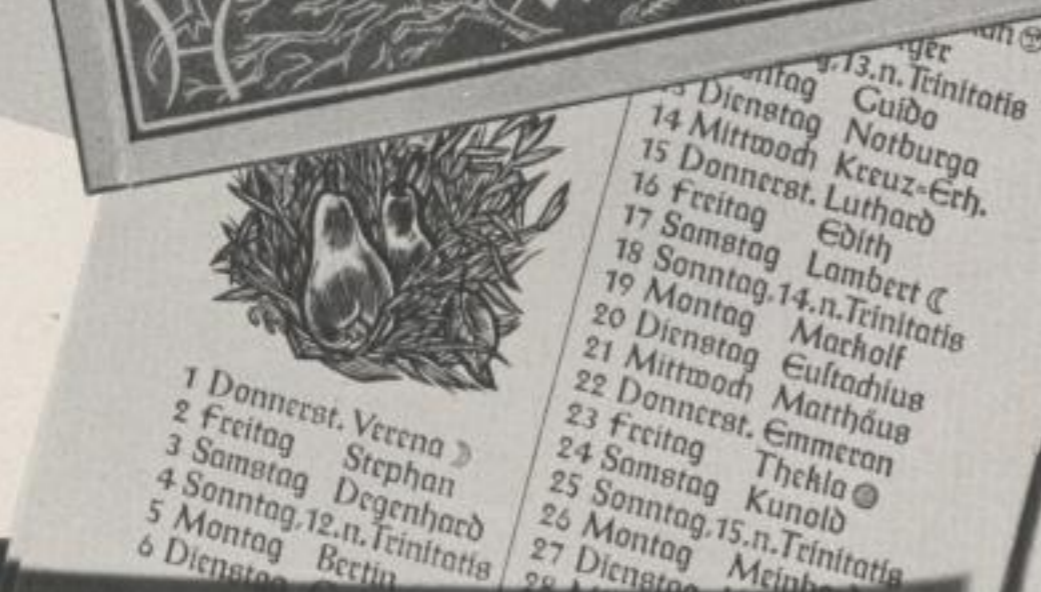 1 Donnerst. Verena
2 Freitag Stephan
3 Samstag Degenhard
4 Sonntag, 12. n. Trinitatis
5 Montag Bertin
6 Dienstag
13. n. Trinitatis
Guido
13 Dienstag Notburga
14 Mittwoch Kreuz=Erh.
15 Donnerst. Luthard
16 Freitag Edith
17 Samstag Lambert
18 Sonntag, 14. n. Trinitatis
19 Montag Markolf
20 Dienstag Eustachius
21 Mittwoch Matthäus
22 Donnerst. Emmeran
23 Freitag Thekla
24 Samstag Kunold
25 Sonntag, 15. n. Trinitatis
26 Montag
27 Dienstag
28